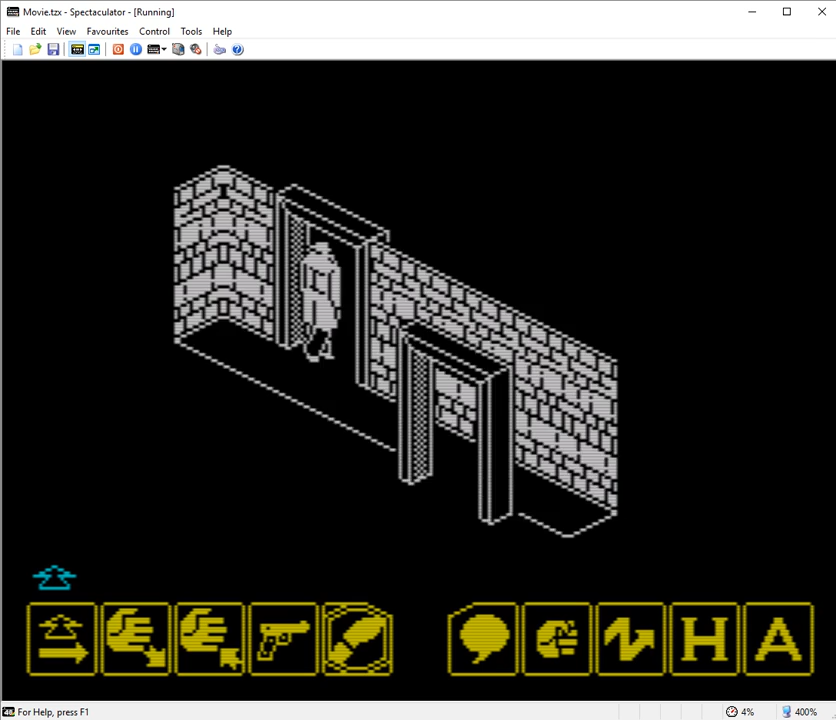 Movie.tzx - Spectaculator - [Running]
File Edit View Favourites Control Tools Help
H A
For Help, press F1
4%
400%